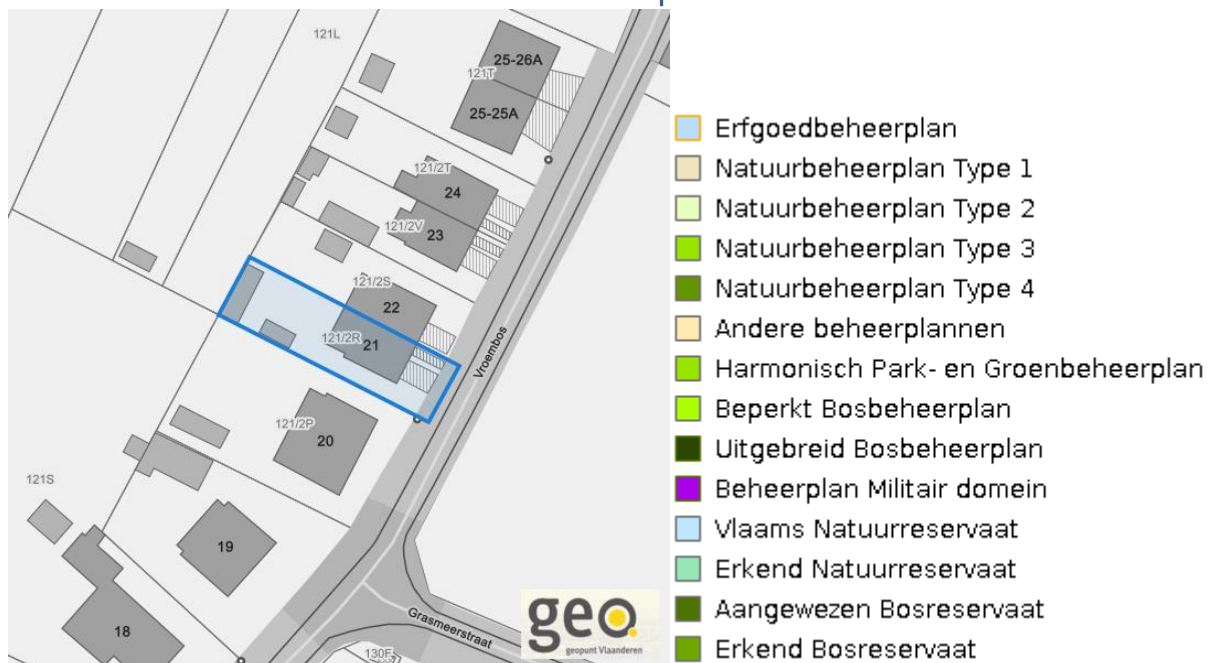 121L
25-26A
121T
25-25A
121/2T
24
121/2V
23
121/2S
22
121/2R
21
Vroembos
121/2P
20
121S
19
18
Grasmeerstraat
130F
geo.
geopunt Vlaanderen
Erfgoedbeheerplan
Natuurbeheerplan Type 1
Natuurbeheerplan Type 2
Natuurbeheerplan Type 3
Natuurbeheerplan Type 4
Andere beheerplannen
Harmonisch Park- en Groenbeheerplan
Beperkt Bosbeheerplan
Uitgebreid Bosbeheerplan
Beheerplan Militair domein
Vlaams Natuurreservaat
Erkend Natuurreservaat
Aangewezen Bosreservaat
Erkend Bosreservaat